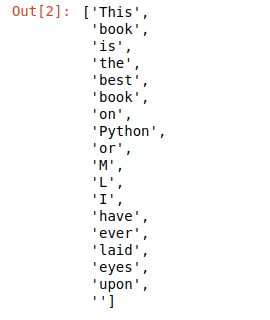 Out[2]: ['This',
'book',
'is',
'the',
'best',
'book',
'on',
'Python',
'or',
'M',
'L',
'I',
'have',
'ever',
'laid',
'eyes',
'upon',
'']